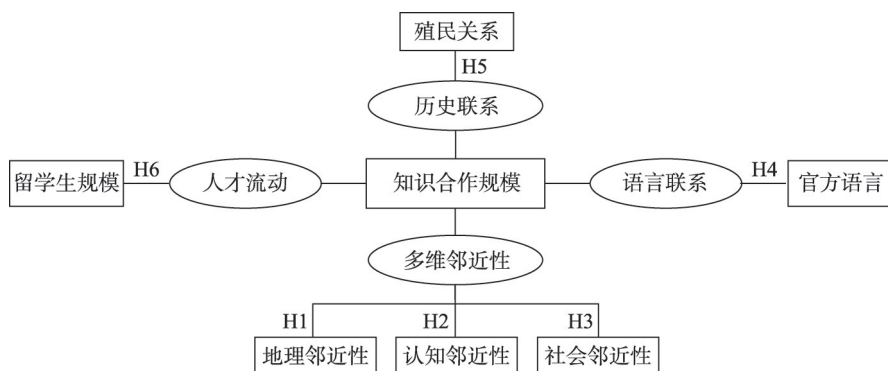 殖民关系
H5
历史联系
留学生规模
H6
人才流动
知识合作规模
语言联系
H4
官方语言
多维邻近性
H1
H2
H3
地理邻近性
认知邻近性
社会邻近性